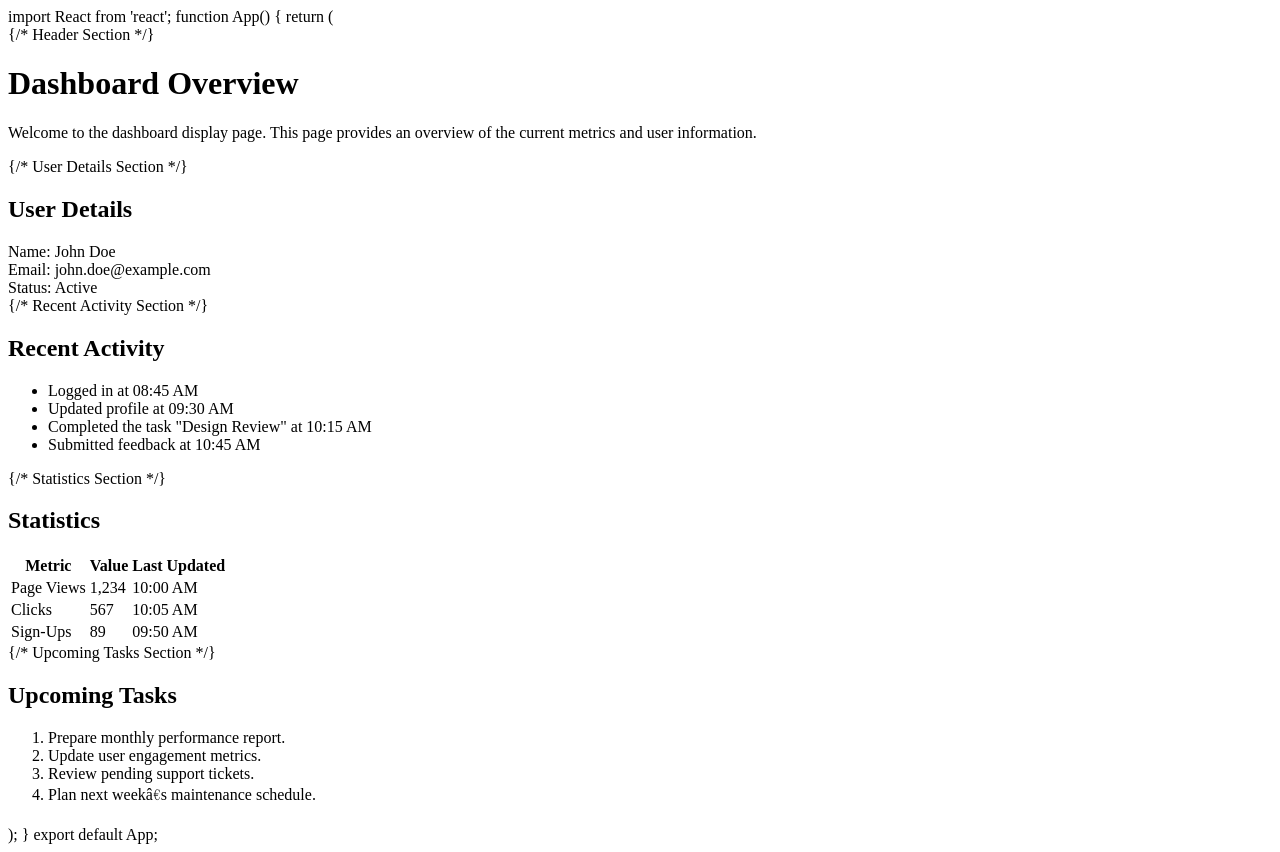 import React from 'react'; function App() { return (
{/* Header Section */}
Dashboard Overview
Welcome to the dashboard display page. This page provides an overview of the current metrics and user information.
{/* User Details Section */}
User Details
Name: John Doe
Email: john.doe@example.com
Status: Active
{/* Recent Activity Section */}
Recent Activity
• Logged in at 08:45 AM
• Updated profile at 09:30 AM
• Completed the task "Design Review" at 10:15 AM
• Submitted feedback at 10:45 AM
{/* Statistics Section */}
Statistics
Metric Value Last Updated
Page Views 1,234 10:00 AM
Clicks 567 10:05 AM
Sign-Ups 89 09:50 AM
{/* Upcoming Tasks Section */}
Upcoming Tasks
1. Prepare monthly performance report.
2. Update user engagement metrics.
3. Review pending support tickets.
4. Plan next weekâ€s maintenance schedule.
); } export default App;